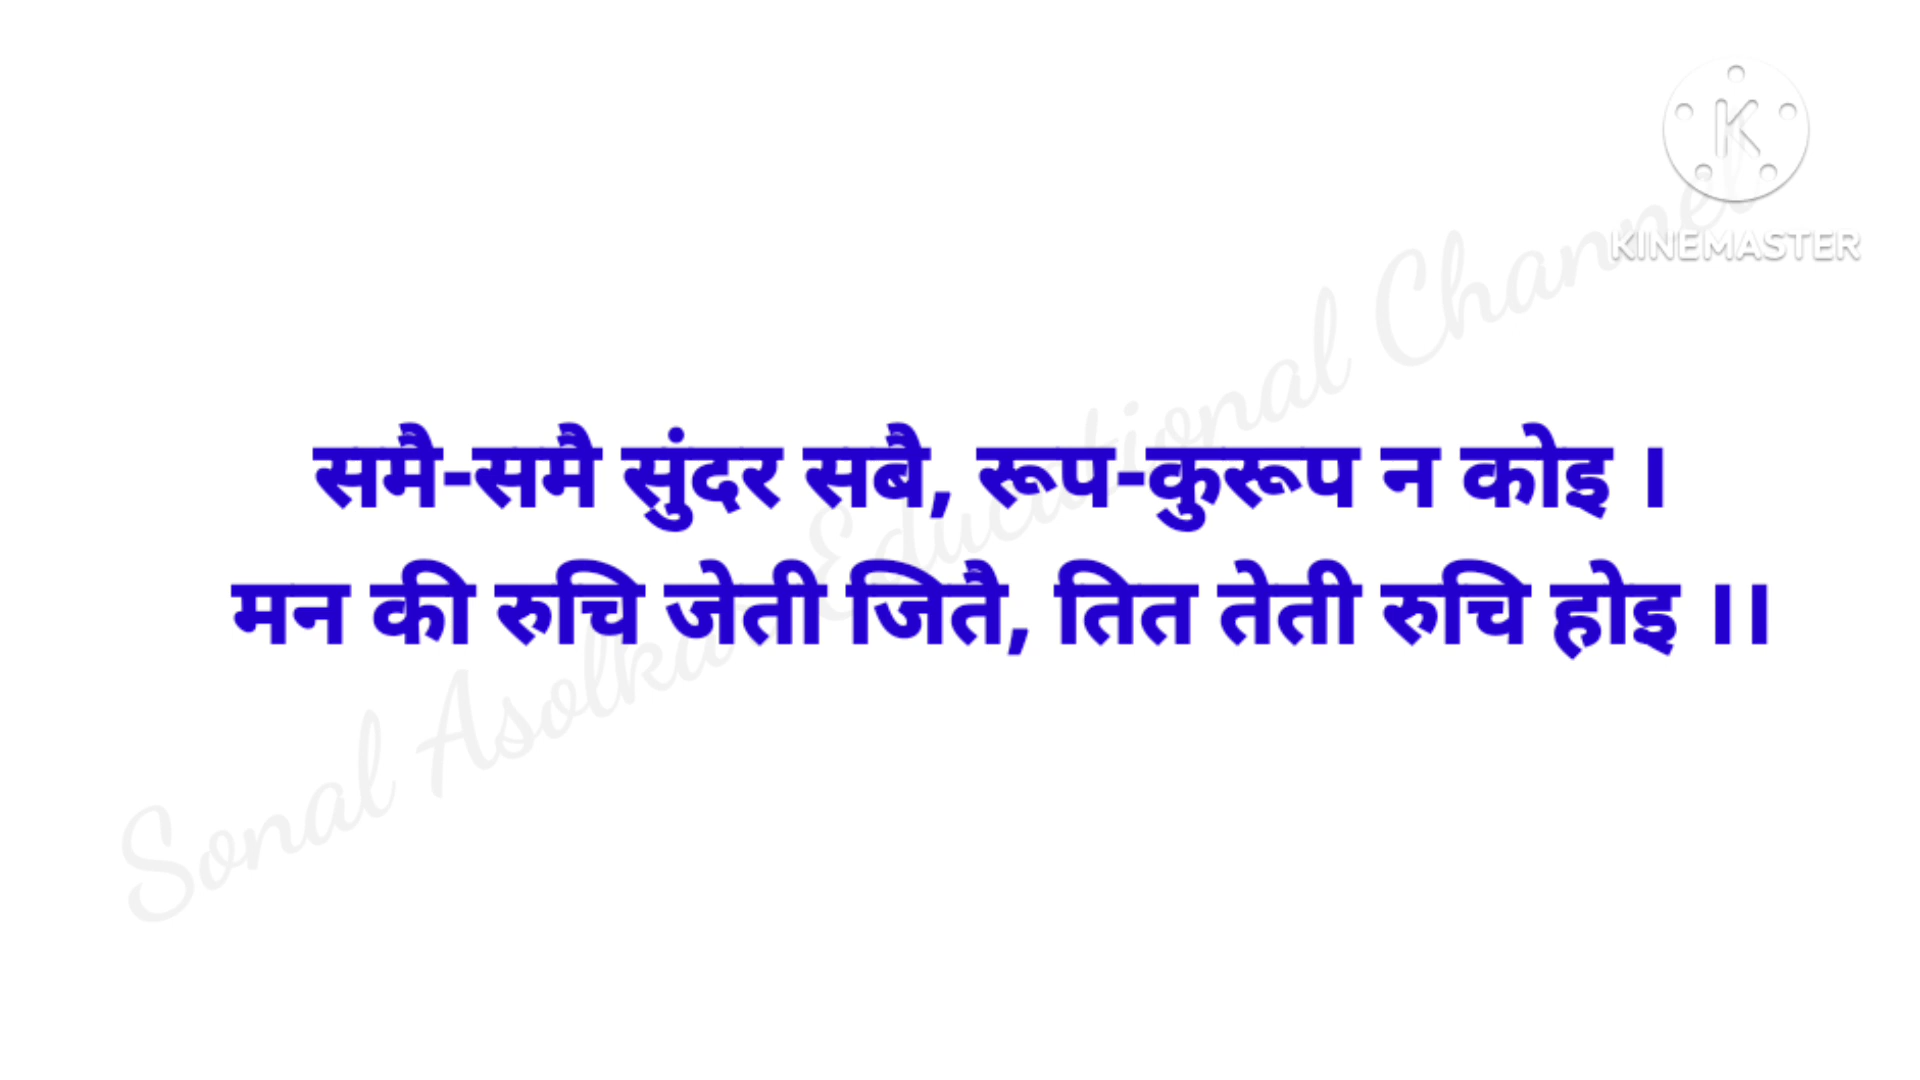 K
KINEMASTER
समै-समै सुंदर सबै, रूप-कुरूप न कोइ ।
मन की रुचि जेती जितै, तित तेती रुचि होइ ।।
Sonal Asolkar Educational Channel